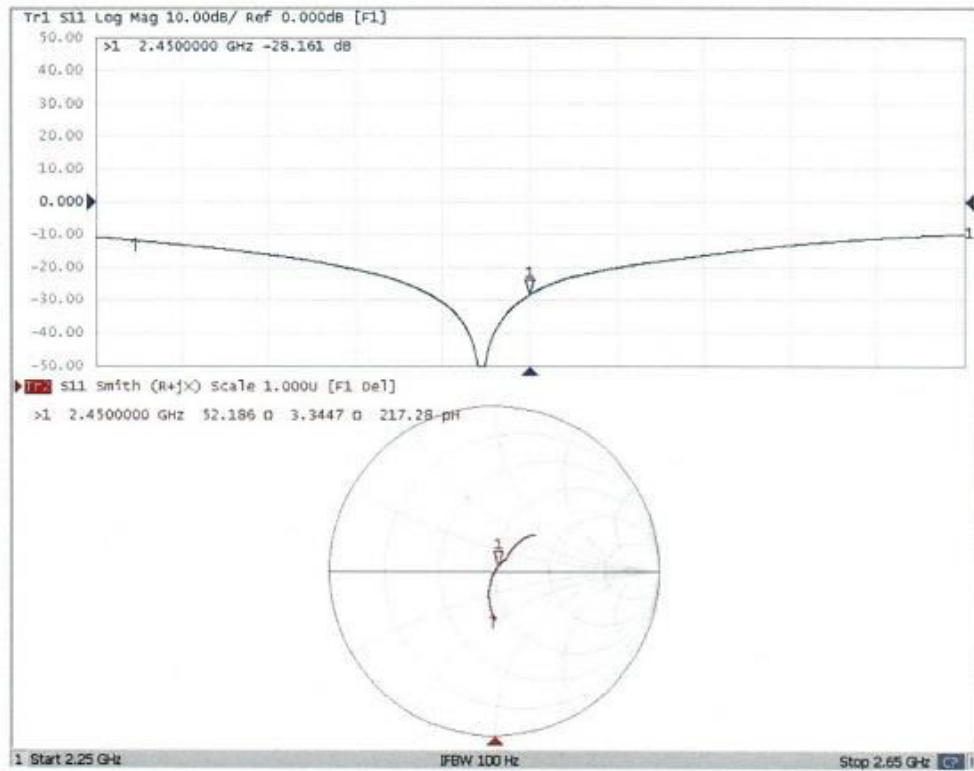 Tr1 S11 Log Mag 10.00dB/ Ref 0.000dB [F1]
50.00
>1 2.4500000 GHz -28.161 dB
40.00
30.00
20.00
10.00
0.000
-10.00
1
-20.00
1
-30.00
-40.00
-50.00
Tr2 S11 Smith (R+jX) Scale 1.000U [F1 Del]
>1 2.4500000 GHz 52.186 Ω 3.3447 Ω 217.28 pH
1
1 Start 2.25 GHz IFBW 100 Hz Stop 2.65 GHz